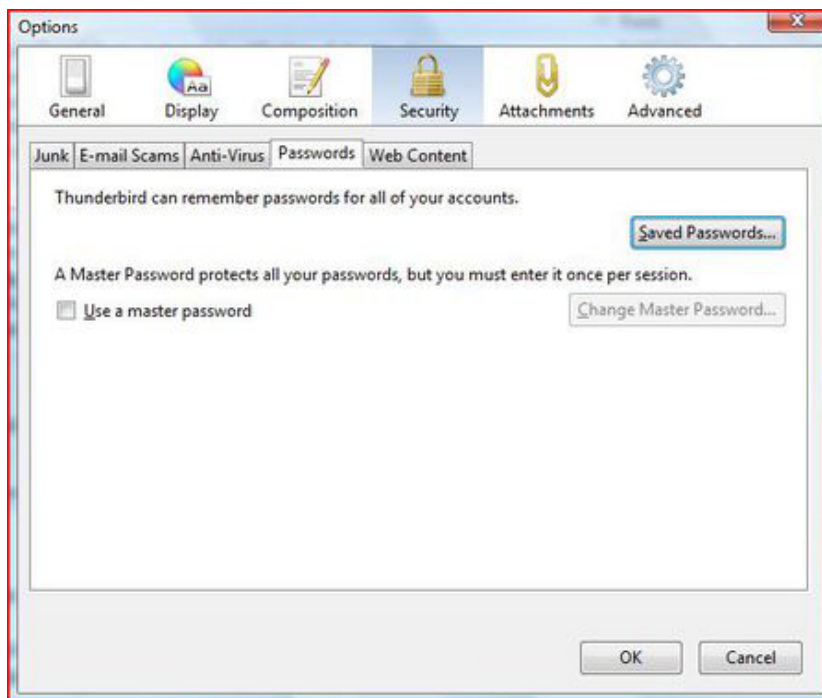 Options
General Display Composition Security Attachments Advanced
Junk E-mail Scams Anti-Virus Passwords Web Content
Thunderbird can remember passwords for all of your accounts.
Saved Passwords...
A Master Password protects all your passwords, but you must enter it once per session.
Use a master password Change Master Password...
OK Cancel